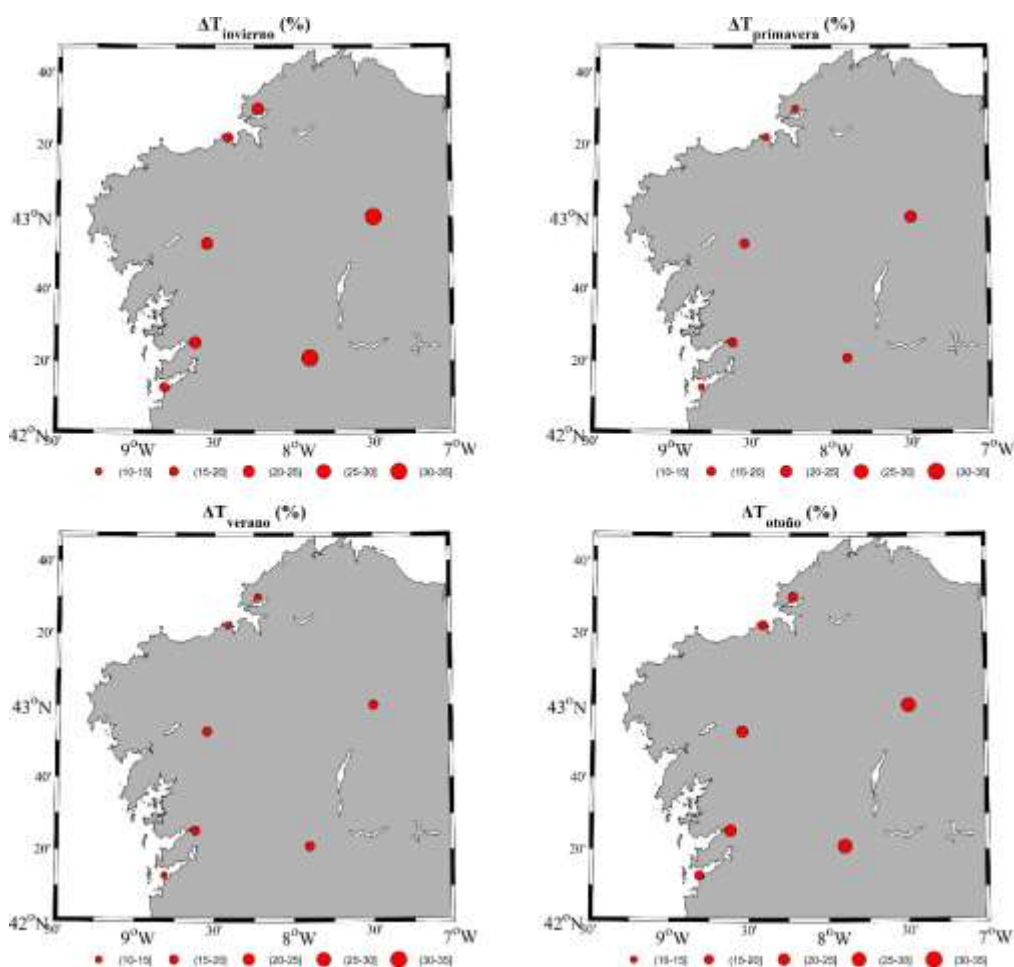 ΔT invierno (%)
40'
20'
43°N
40'
20'
42°N
9°W 30' 8°W 30' 7°W
(10-15] (15-20] (20-25] (25-30] (30-35]
ΔT primavera (%)
40'
20'
43°N
40'
20'
42°N
9°W 30' 8°W 30' 7°W
(10-15] (15-20] (20-25] (25-30] (30-35]
ΔT verano (%)
40'
20'
43°N
40'
20'
42°N
9°W 30' 8°W 30' 7°W
(10-15] (15-20] (20-25] (25-30] (30-35]
ΔT otoño (%)
40'
20'
43°N
40'
20'
42°N
9°W 30' 8°W 30' 7°W
(10-15] (15-20] (20-25] (25-30] (30-35]